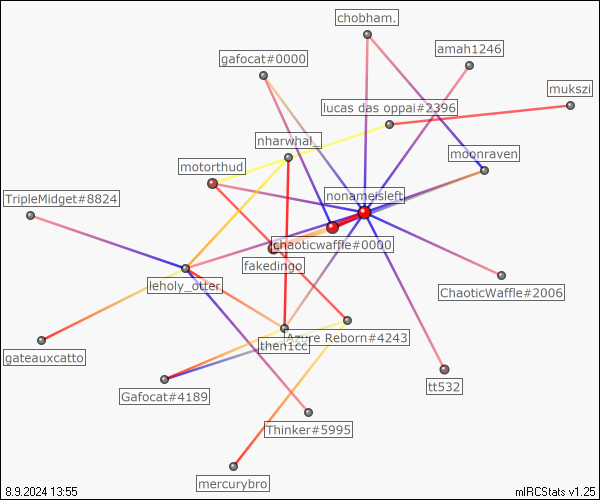 chobham.
amah1246
gafocat#0000
mukszi
lucas das oppai#2396
nharwhal_
moonraven
motorthud
TripleMidget#8824
nonameisleft
chaoticwaffle#0000
fakedingo
leholy_otter
ChaoticWaffle#2006
Azure Reborn#4243
then1cc
gateauxcatto
tt532
Gafocat#4189
Thinker#5995
mercurybro
8.9.2024 13:55
mIRCStats v1.25